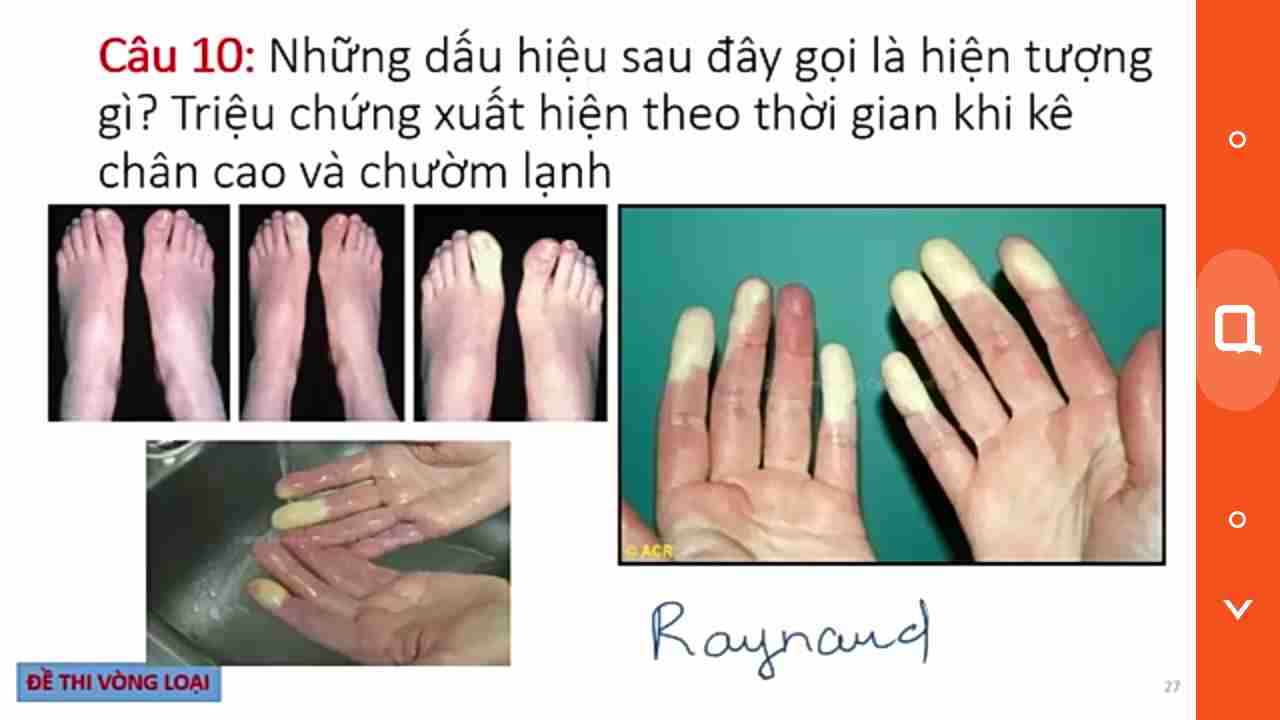 Câu 10: Những dấu hiệu sau đây gọi là hiện tượng
gì? Triệu chứng xuất hiện theo thời gian khi kê
chân cao và chườm lạnh
© ACR
Raynaud
ĐỀ THI VÒNG LOẠI
27